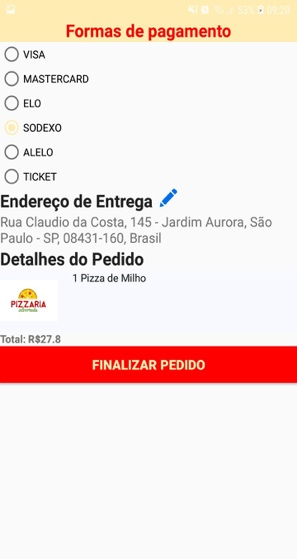 53% 09:20
Formas de pagamento
VISA
MASTERCARD
ELO
SODEXO
ALELO
TICKET
Endereço de Entrega
Rua Claudio da Costa, 145 - Jardim Aurora, São
Paulo - SP, 08431-160, Brasil
Detalhes do Pedido
1 Pizza de Milho
PIZZARIA
Total: R$27.8
FINALIZAR PEDIDO